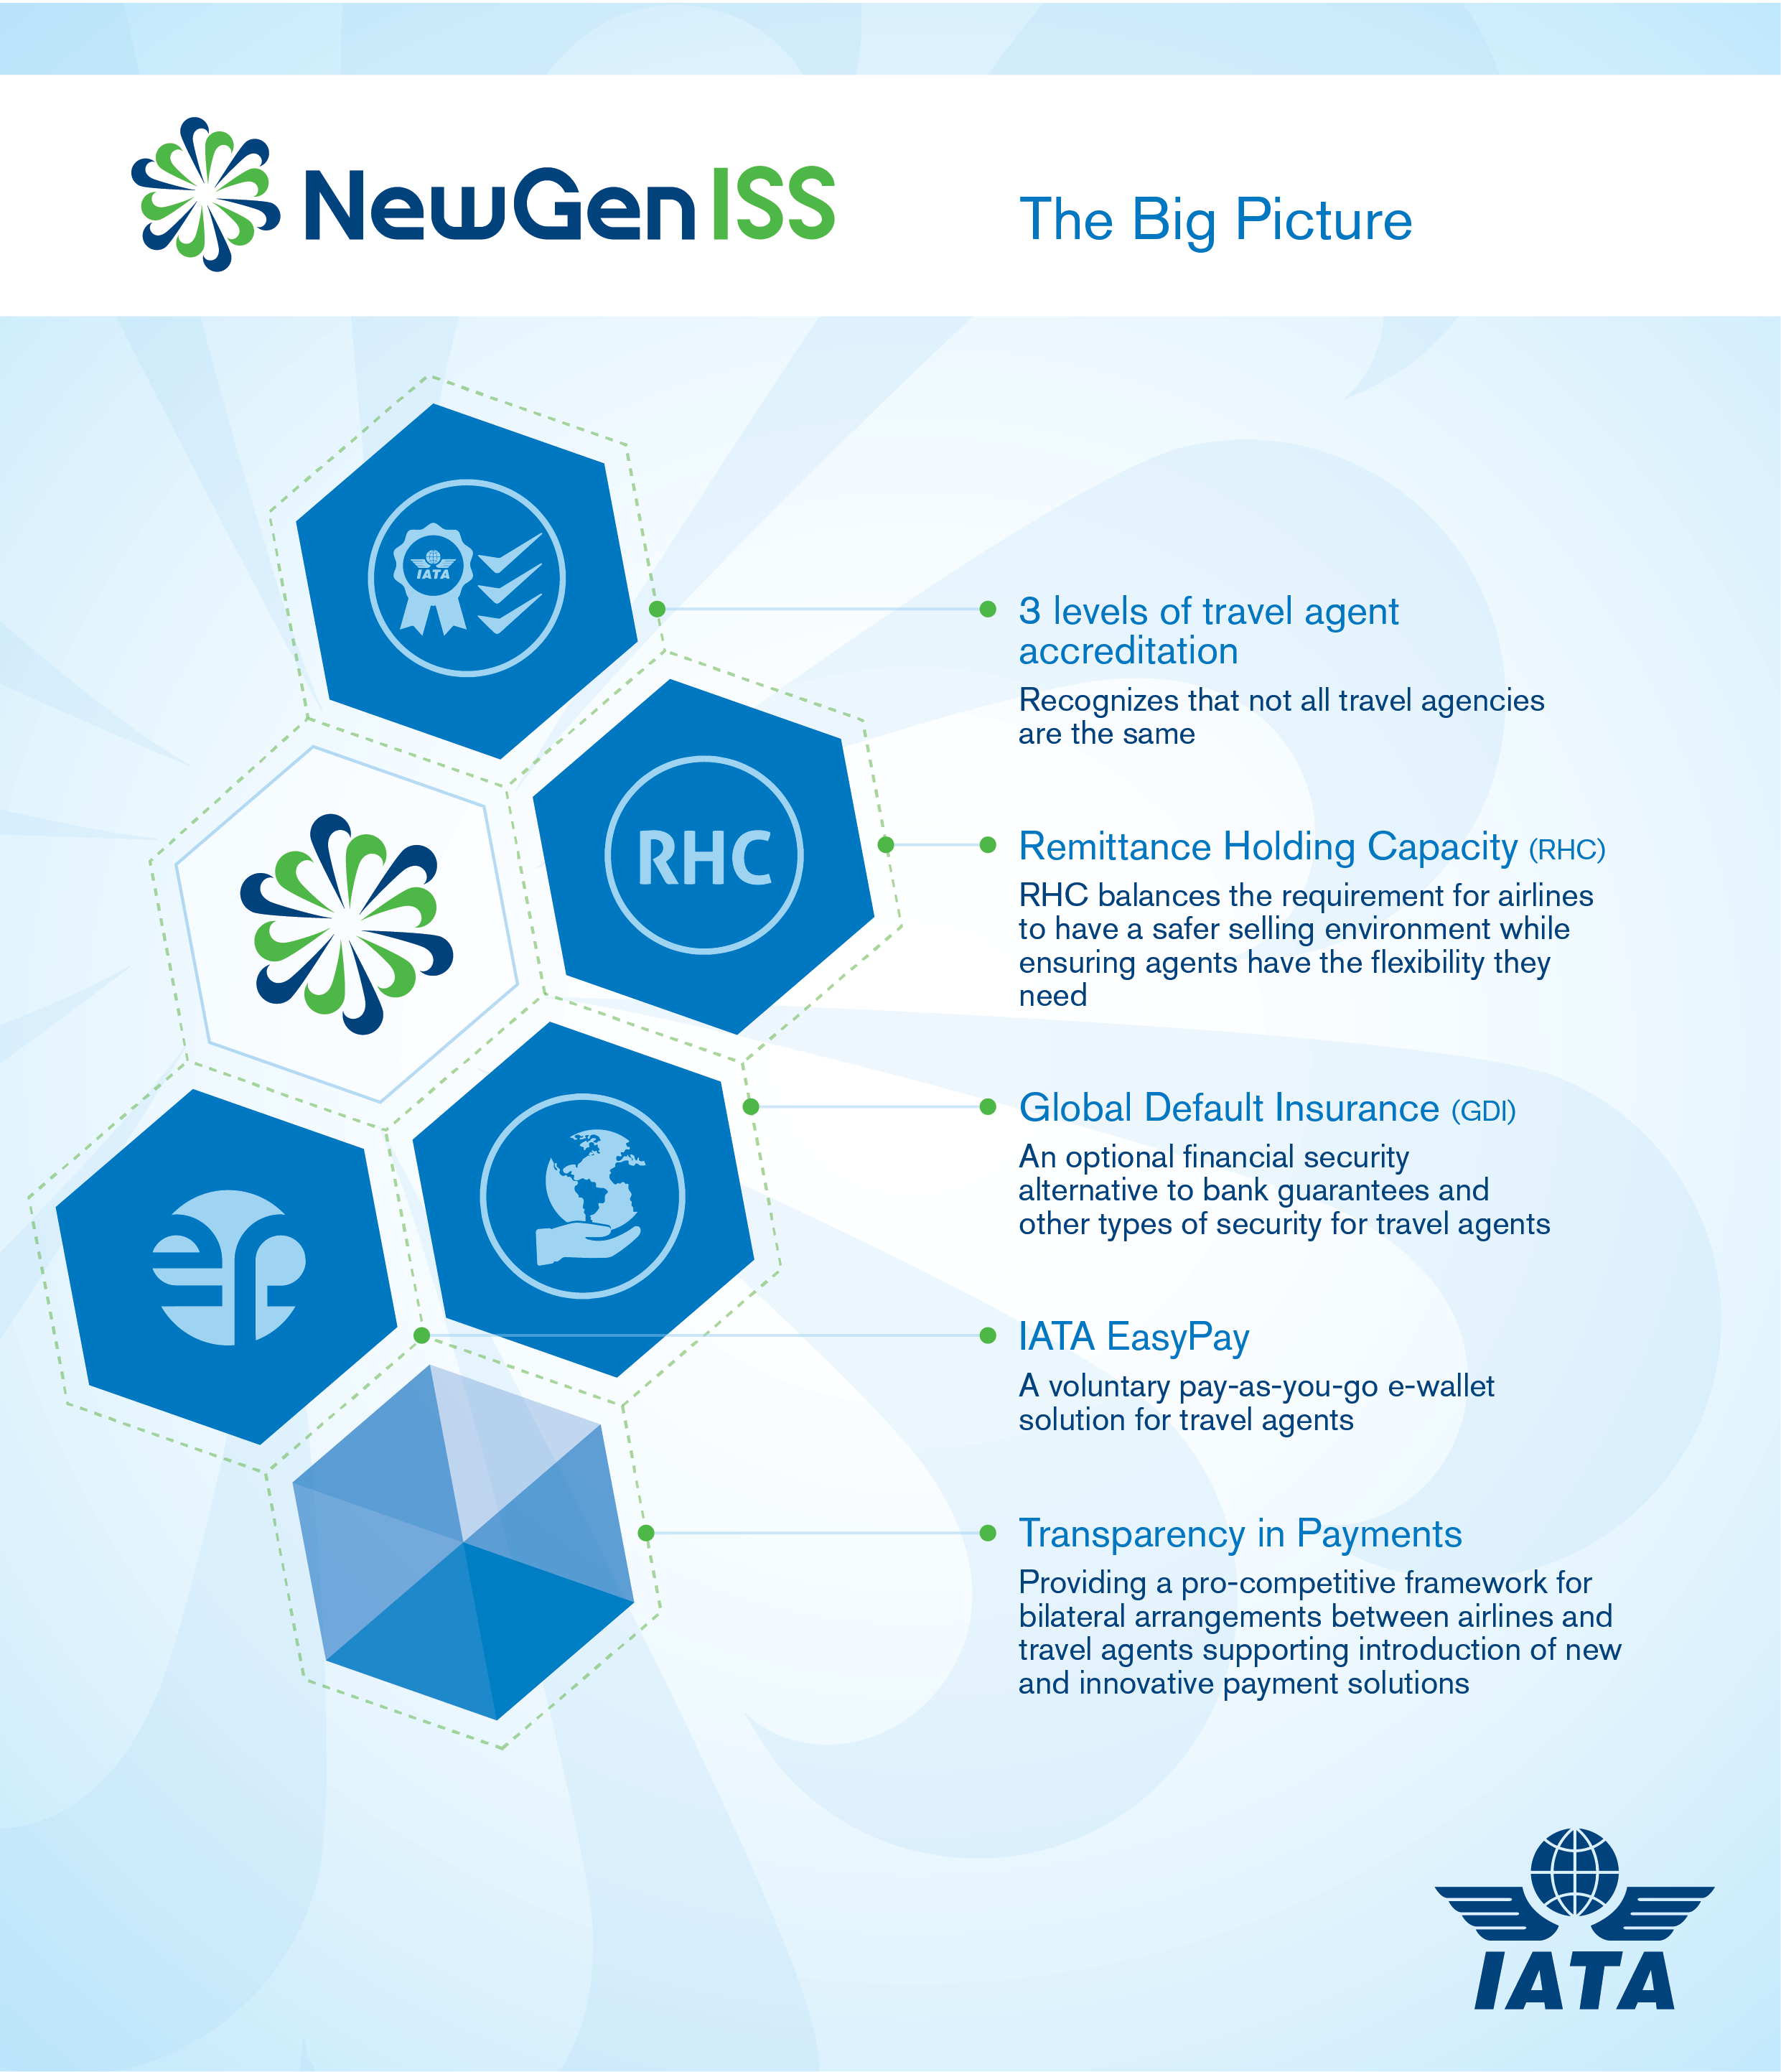 NewGen ISS
The Big Picture
IATA
3 levels of travel agent
accreditation
Recognizes that not all travel agencies
are the same
RHC
Remittance Holding Capacity (RHC)
RHC balances the requirement for airlines
to have a safer selling environment while
ensuring agents have the flexibility they
need
Global Default Insurance (GDI)
An optional financial security
alternative to bank guarantees and
other types of security for travel agents
ep
IATA EasyPay
A voluntary pay-as-you-go e-wallet
solution for travel agents
Transparency in Payments
Providing a pro-competitive framework for
bilateral arrangements between airlines and
travel agents supporting introduction of new
and innovative payment solutions
IATA